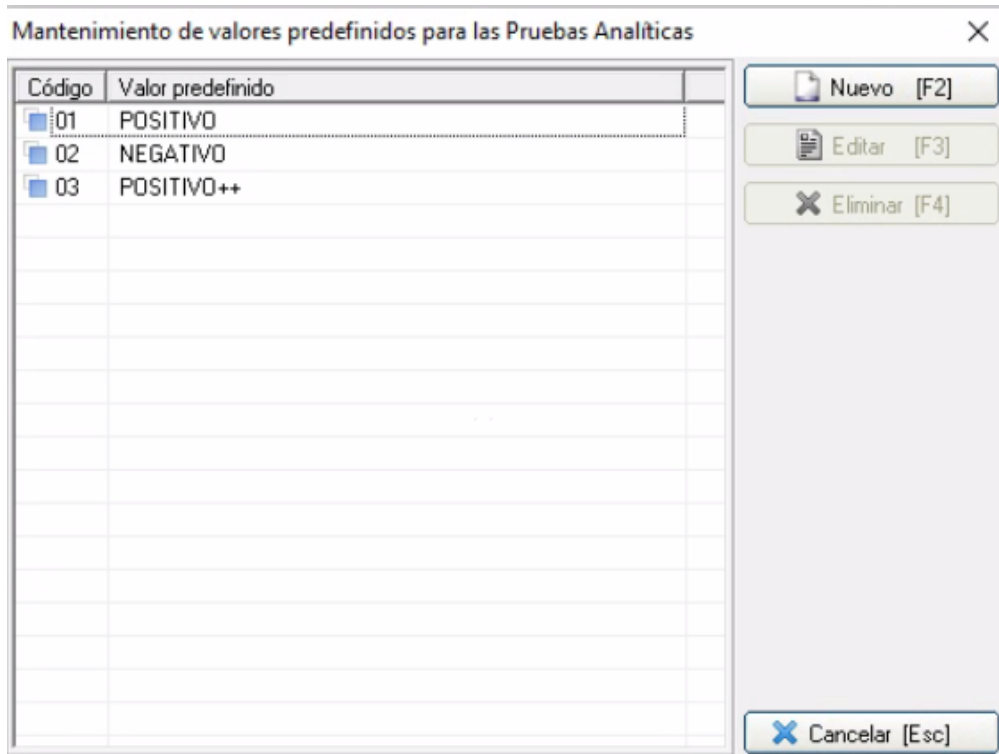 Mantenimiento de valores predefinidos para las Pruebas Analíticas
Código Valor predefinido
01 POSITIVO
02 NEGATIVO
03 POSITIVO++
Nuevo [F2]
Editar [F3]
Eliminar [F4]
Cancelar [Esc]